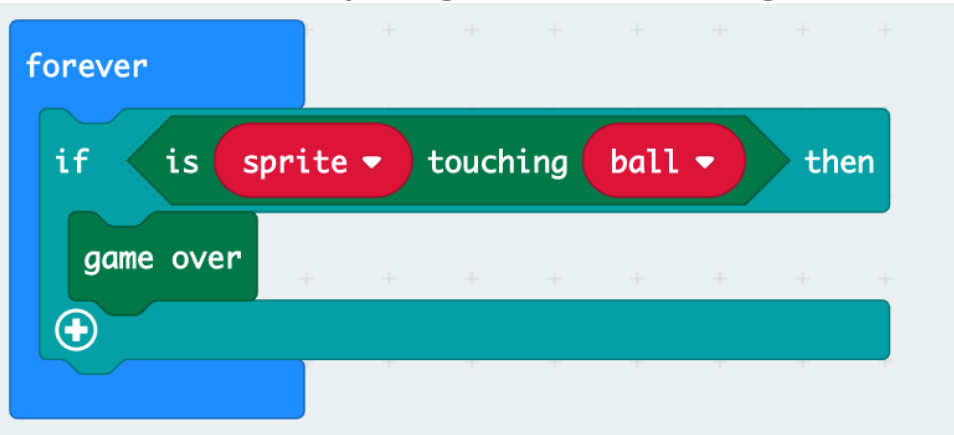 forever
if is sprite touching ball then
game over